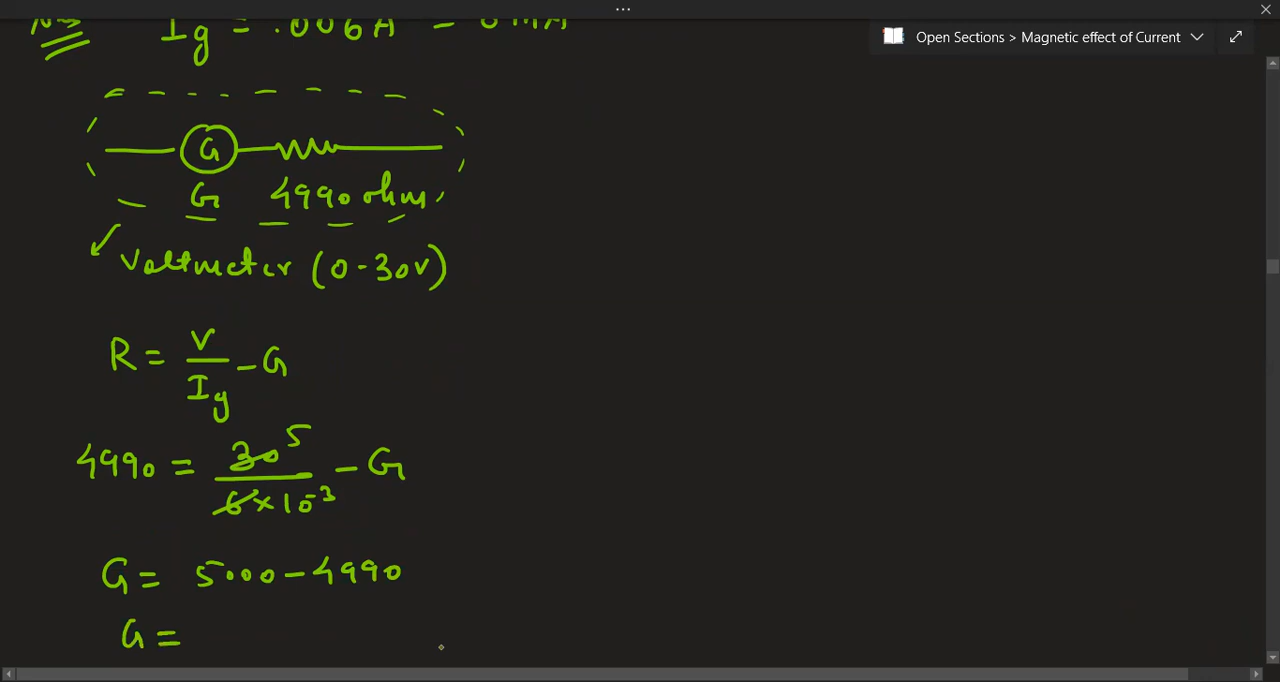 Ig = .006A = 6 mA
Open Sections > Magnetic effect of Current
G
G 4990 ohm
Voltmeter (0-30V)
R = V/Ig - G
4990 = 30 5/6×10-3 - G
G = 5000 - 4990
G =